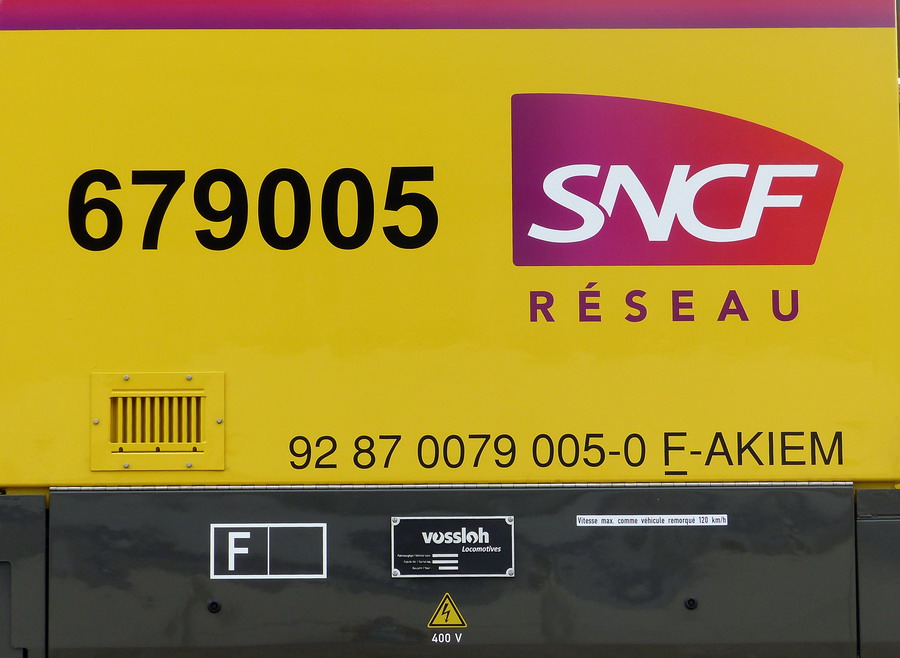 679005
SNCF
RÉSEAU
92 87 0079 005-0 F-AKIEM
F
vossloh
Locomotives
Vitesse max. comme véhicule remorqué 120 km/h
400 V